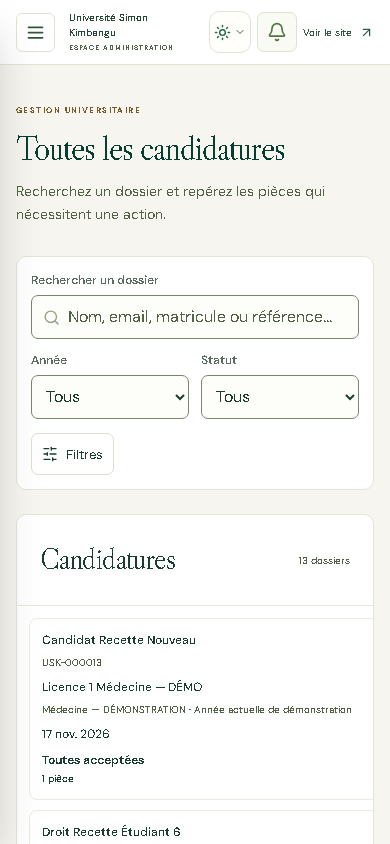 Université Simon
Kimbangu
ESPACE ADMINISTRATION
Voir le site
GESTION UNIVERSITAIRE
Toutes les candidatures
Recherchez un dossier et repérez les pièces qui
nécessitent une action.
Rechercher un dossier
Nom, email, matricule ou référence...
Année
Statut
Tous
Tous
Filtres
Candidatures
13 dossiers
Candidat Recette Nouveau
USK-000013
Licence 1 Médecine — DÉMO
Médecine — DÉMONSTRATION · Année actuelle de démonstration
17 nov. 2026
Toutes acceptées
1 pièce
Droit Recette Étudiant 6